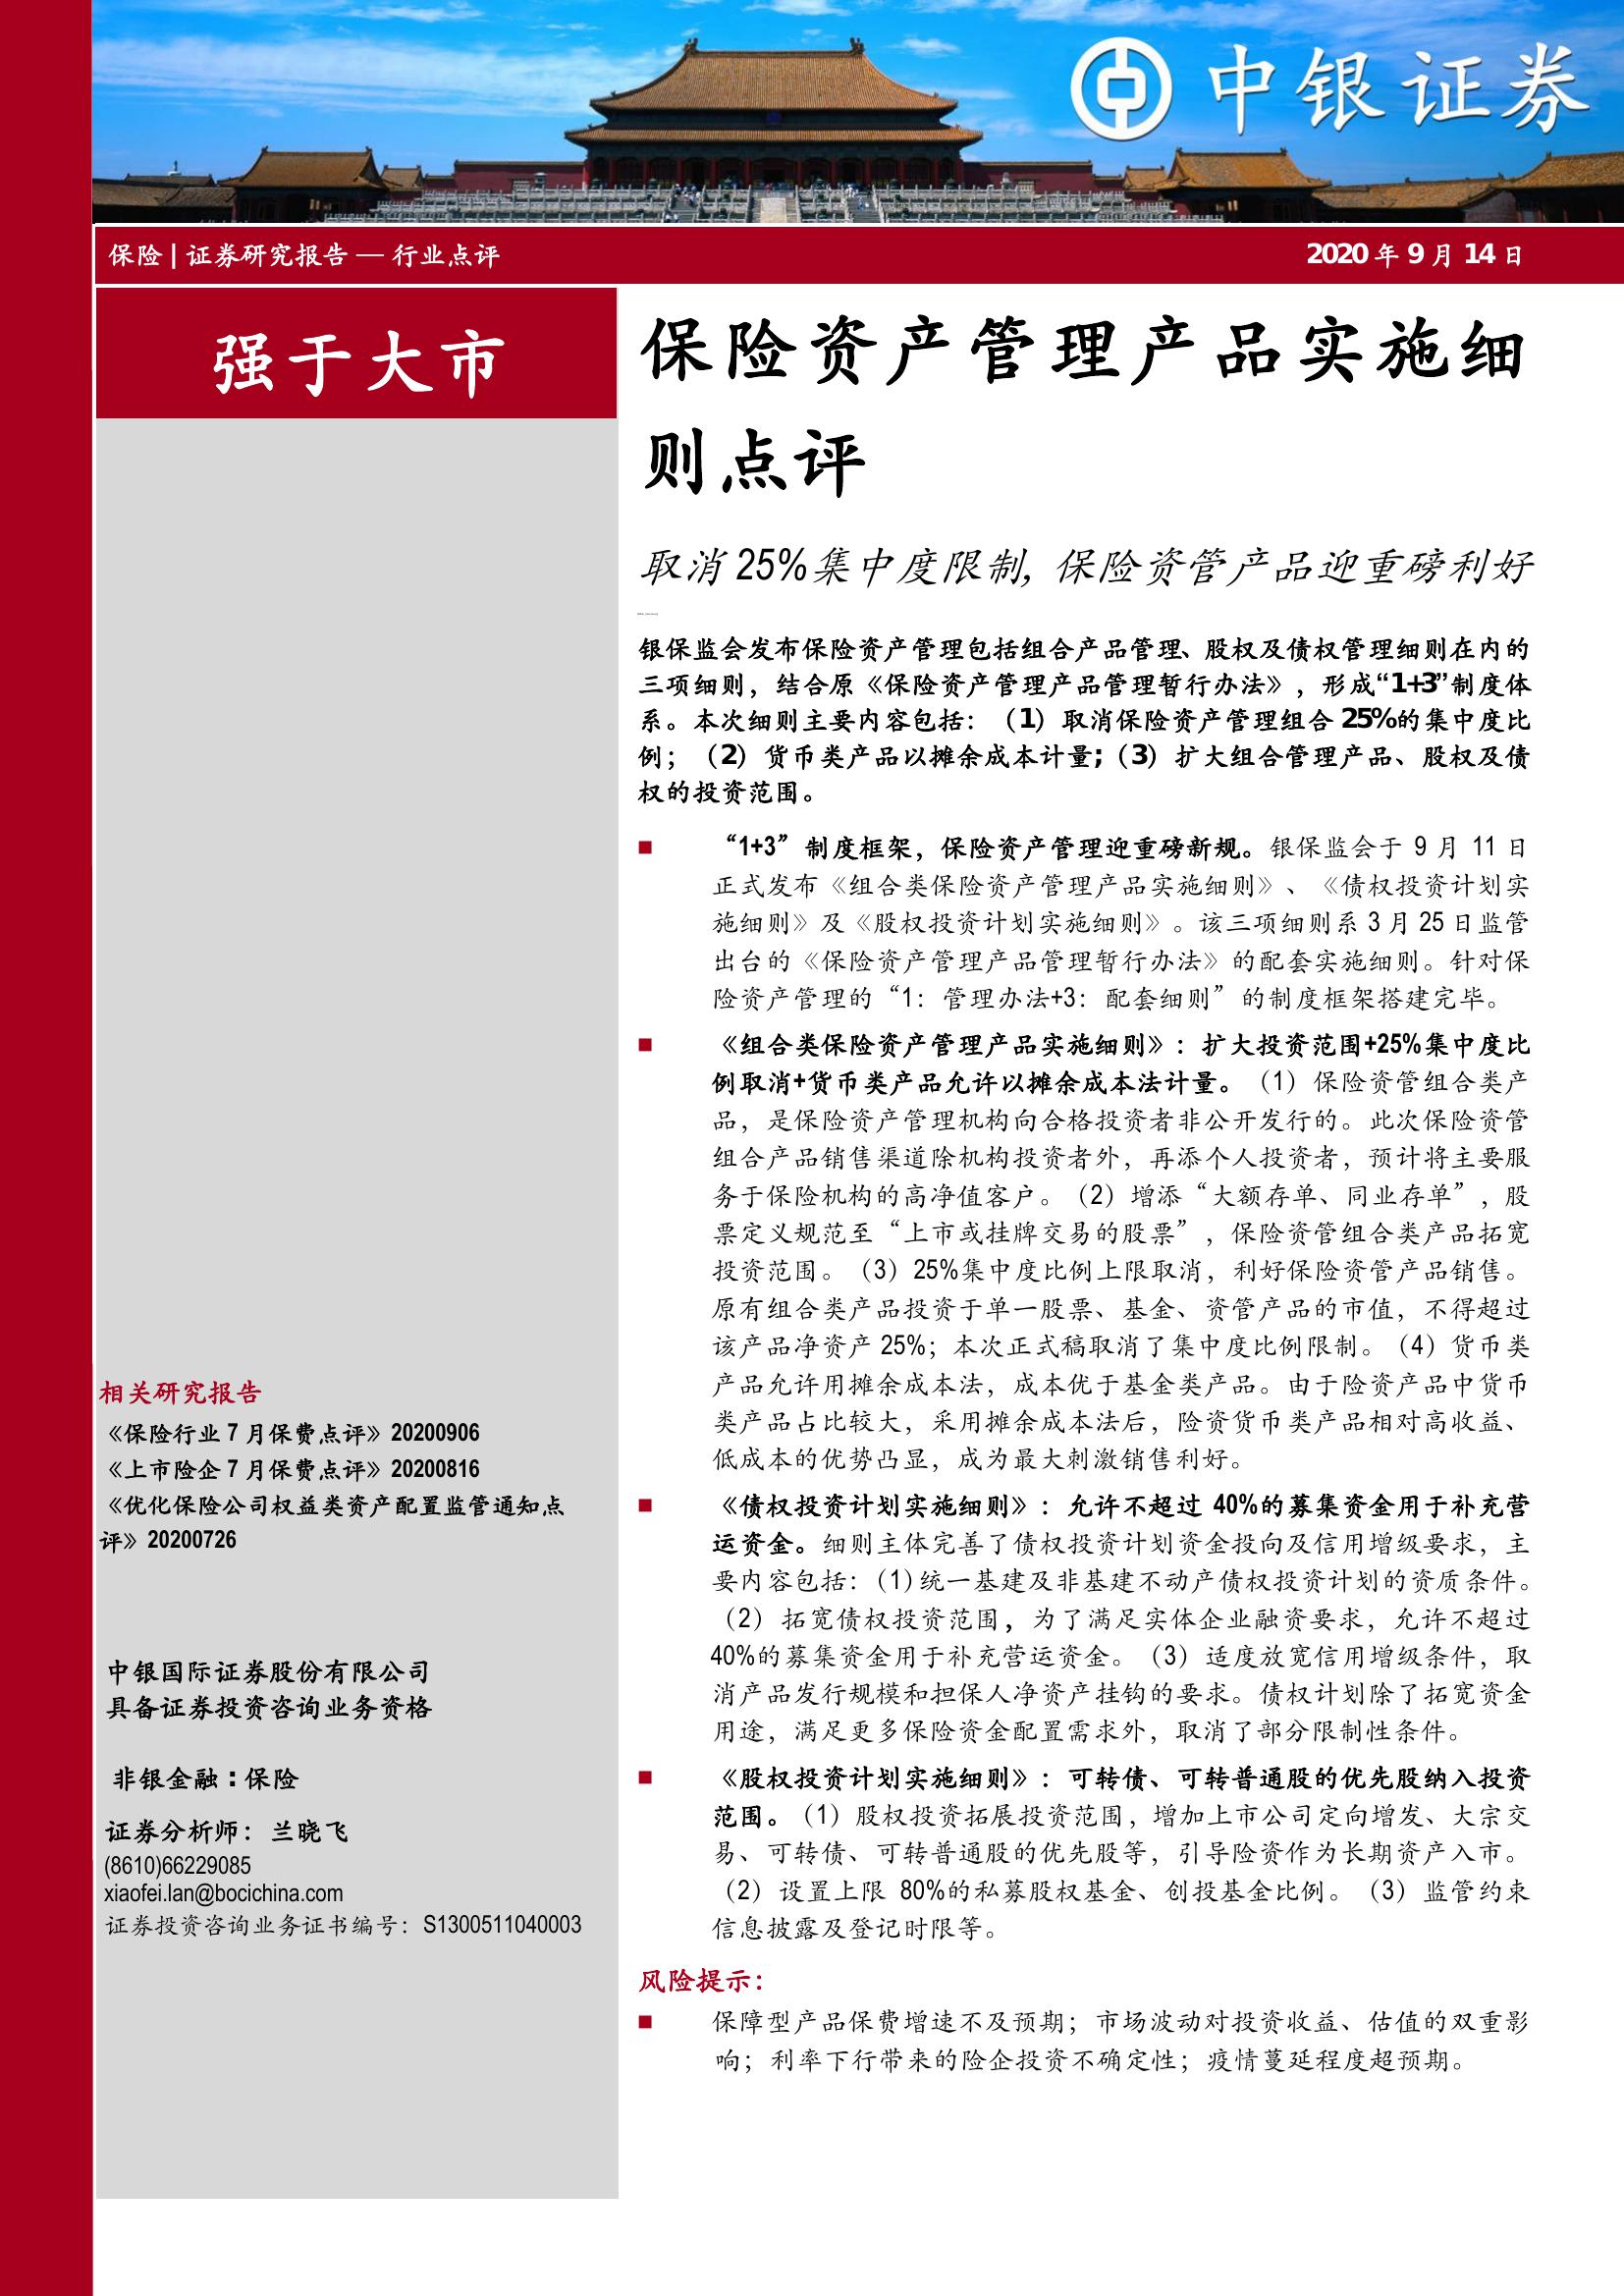 中银证券
保险 | 证券研究报告 — 行业点评
2020 年 9 月 14 日
强于大市
保险资产管理产品实施细
则点评
取消 25%集中度限制, 保险资管产品迎重磅利好
银保监会发布保险资产管理包括组合产品管理、股权及债权管理细则在内的
三项细则，结合原《保险资产管理产品管理暂行办法》，形成“1+3”制度体
系。本次细则主要内容包括：（1）取消保险资产管理组合 25%的集中度比
例；（2）货币类产品以摊余成本计量;（3）扩大组合管理产品、股权及债
权的投资范围。
“1+3”制度框架，保险资产管理迎重磅新规。银保监会于 9 月 11 日
正式发布《组合类保险资产管理产品实施细则》、《债权投资计划实
施细则》及《股权投资计划实施细则》。该三项细则系 3 月 25 日监管
出台的《保险资产管理产品管理暂行办法》的配套实施细则。针对保
险资产管理的“1：管理办法+3：配套细则”的制度框架搭建完毕。
《组合类保险资产管理产品实施细则》：扩大投资范围+25%集中度比
例取消+货币类产品允许以摊余成本法计量。（1）保险资管组合类产
品，是保险资产管理机构向合格投资者非公开发行的。此次保险资管
组合产品销售渠道除机构投资者外，再添个人投资者，预计将主要服
务于保险机构的高净值客户。（2）增添“大额存单、同业存单”，股
票定义规范至“上市或挂牌交易的股票”，保险资管组合类产品拓宽
投资范围。（3）25%集中度比例上限取消，利好保险资管产品销售。
原有组合类产品投资于单一股票、基金、资管产品的市值，不得超过
该产品净资产 25%；本次正式稿取消了集中度比例限制。（4）货币类
产品允许用摊余成本法，成本优于基金类产品。由于险资产品中货币
类产品占比较大，采用摊余成本法后，险资货币类产品相对高收益、
低成本的优势凸显，成为最大刺激销售利好。
《债权投资计划实施细则》：允许不超过 40%的募集资金用于补充营
运资金。细则主体完善了债权投资计划资金投向及信用增级要求，主
要内容包括：(1)统一基建及非基建不动产债权投资计划的资质条件。
（2）拓宽债权投资范围，为了满足实体企业融资要求，允许不超过
40%的募集资金用于补充营运资金。（3）适度放宽信用增级条件，取
消产品发行规模和担保人净资产挂钩的要求。债权计划除了拓宽资金
用途，满足更多保险资金配置需求外，取消了部分限制性条件。
《股权投资计划实施细则》：可转债、可转普通股的优先股纳入投资
范围。（1）股权投资拓展投资范围，增加上市公司定向增发、大宗交
易、可转债、可转普通股的优先股等，引导险资作为长期资产入市。
（2）设置上限 80%的私募股权基金、创投基金比例。（3）监管约束
信息披露及登记时限等。
风险提示：
保障型产品保费增速不及预期；市场波动对投资收益、估值的双重影
响；利率下行带来的险企投资不确定性；疫情蔓延程度超预期。
相关研究报告
《保险行业 7 月保费点评》20200906
《上市险企 7 月保费点评》20200816
《优化保险公司权益类资产配置监管通知点
评》20200726
中银国际证券股份有限公司
具备证券投资咨询业务资格
非银金融：保险
证券分析师：兰晓飞
(8610)66229085
xiaofei.lan@bocichina.com
证券投资咨询业务证书编号：S1300511040003